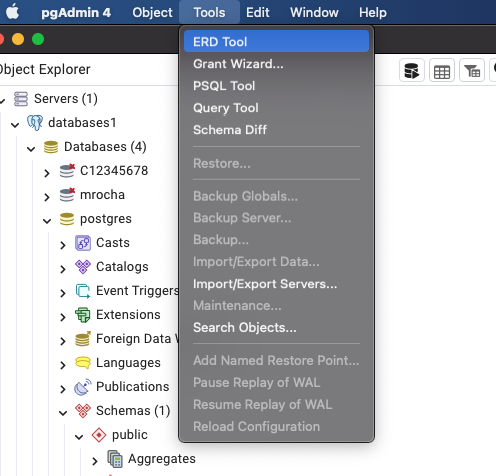 pgAdmin 4 Object Tools Edit Window Help
ERD Tool
Object Explorer
Grant Wizard...
PSQL Tool
Servers (1)
Query Tool
databases1
Schema Diff
Databases (4)
Restore...
C12345678
mrocha
Backup Globals...
postgres
Backup Server...
Casts
Backup...
Catalogs
Import/Export Data...
Event Triggers
Import/Export Servers...
Extensions
Maintenance...
Foreign Data
Search Objects...
Languages
Add Named Restore Point...
Publications
Pause Replay of WAL
Schemas (1)
Resume Replay of WAL
public
Reload Configuration
Aggregates